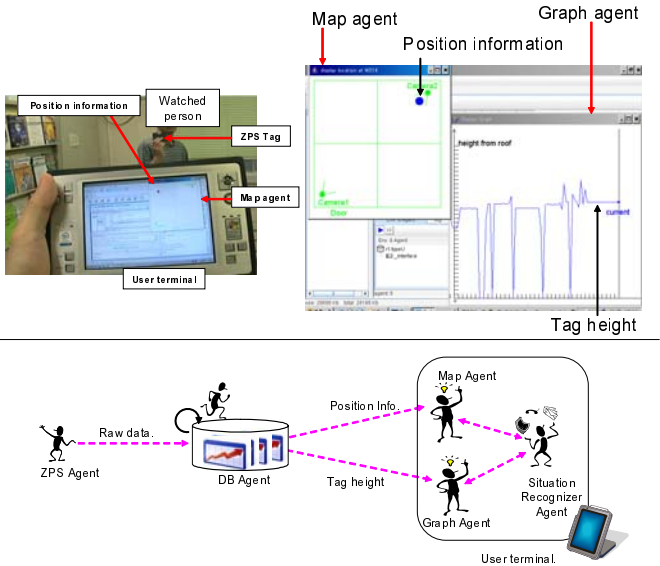 Map agent
Graph agent
Position information
Position information
Watched
person
ZPS Tag
Map agent
User terminal
Camera2
Camera1
Door
height from roof
current
Tag height
Map Agent
Position Info.
Raw data.
ZPS Agent
DB Agent
Tag height
Graph Agent
Situation
Recognizer
Agent
User terminal.